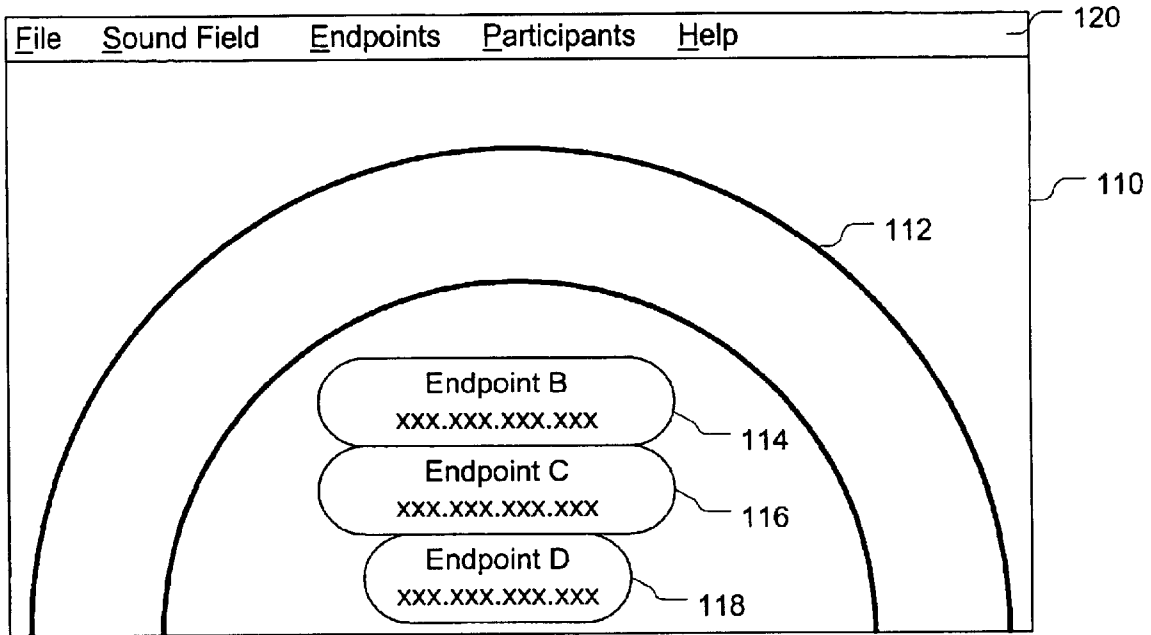 File Sound Field Endpoints Participants Help
120
110
112
Endpoint B
xxx.xxx.xxx.xxx
114
Endpoint C
xxx.xxx.xxx.xxx
116
Endpoint D
xxx.xxx.xxx.xxx
118